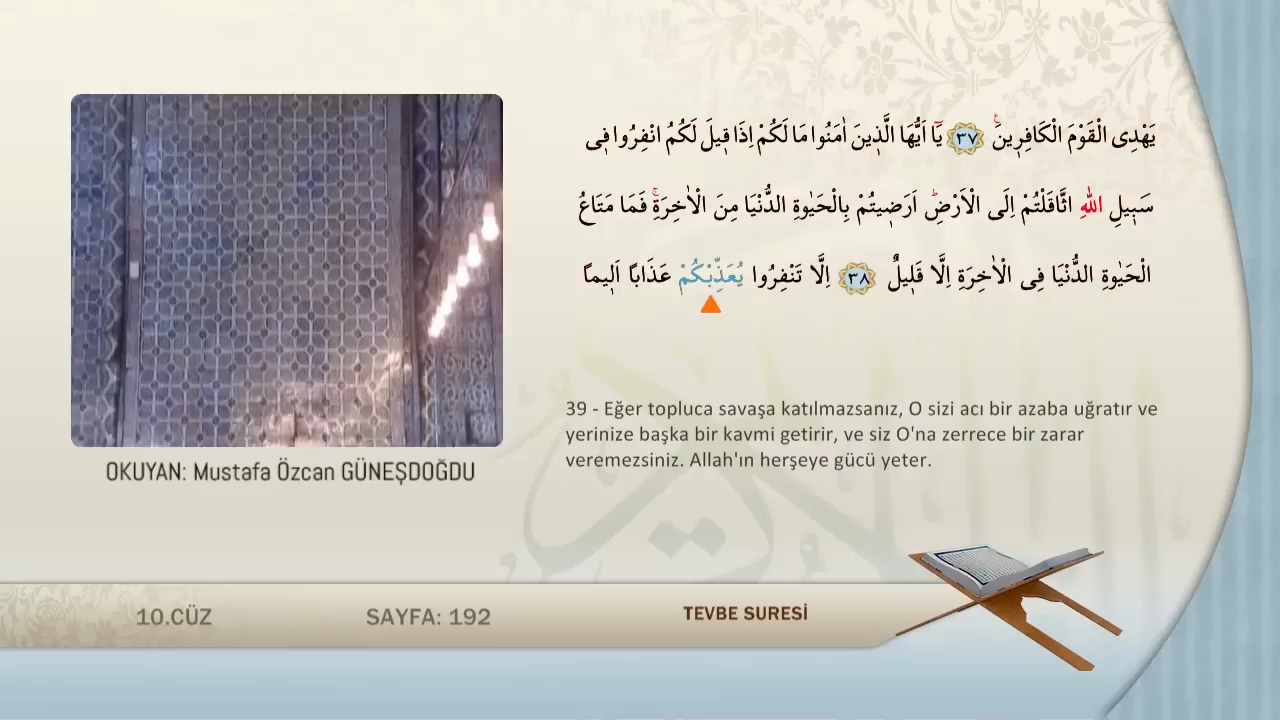 يَهْدِى الْقَوْمَ الْكَافِرٖينَۚ ﴿٣٧﴾ يَٓا اَيُّهَا الَّذٖينَ اٰمَنُوا مَا لَكُمْ اِذَا قٖيلَ لَكُمُ انْفِرُوا فٖى
سَبٖيلِ اللّٰهِ اثَّاقَلْتُمْ اِلَى الْاَرْضِؕ اَرَضٖيتُمْ بِالْحَيٰوةِ الدُّنْيَا مِنَ الْاٰخِرَةِۚ فَمَا مَتَاعُ
الْحَيٰوةِ الدُّنْيَا فِى الْاٰخِرَةِ اِلَّا قَلٖيلٌ ﴿٣٨﴾ اِلَّا تَنْفِرُوا يُعَذِّبْكُمْ عَذَابًا اَلٖيمًا
39 - Eğer topluca savaşa katılmazsanız, O sizi acı bir azaba uğratır ve
yerinize başka bir kavmi getirir, ve siz O'na zerrece bir zarar
veremezsiniz. Allah'ın herşeye gücü yeter.
OKUYAN: Mustafa Özcan GÜNEŞDOĞDU
10.CÜZ
SAYFA: 192
TEVBE SURESİ